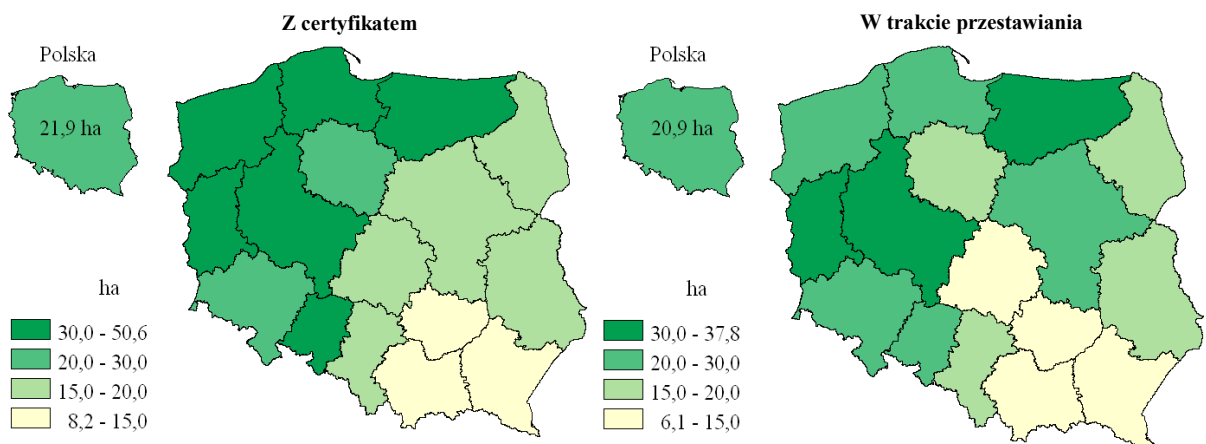 Z certyfikatem
Polska
21,9 ha
ha
30,0 - 50,6
20,0 - 30,0
15,0 - 20,0
8,2 - 15,0
W trakcie przestawiania
Polska
20,9 ha
ha
30,0 - 37,8
20,0 - 30,0
15,0 - 20,0
6,1 - 15,0